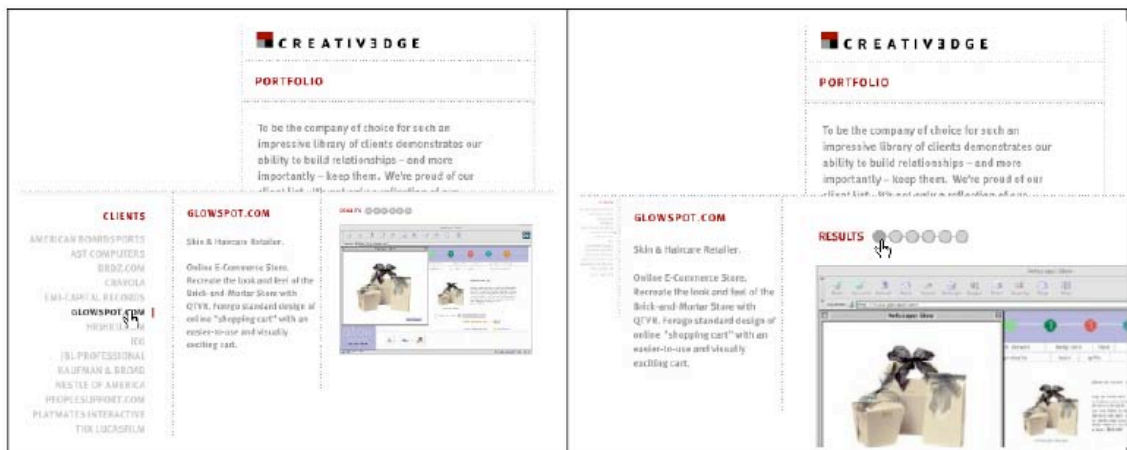 CREATIVƎDGE
PORTFOLIO
To be the company of choice for such an
impressive library of clients demonstrates our
ability to build relationships – and more
importantly – keep them. We're proud of our
CLIENTS
AMERICAN BOARDSPORTS
AST COMPUTERS
BROZ.COM
CRAYOLA
EMI-CAPITAL RECORDS
GLOWSPOT.COM
IDG
JBL PROFESSIONAL
KAUFMAN & BROAD
NESTLE OF AMERICA
PEOPLESUPPORT.COM
PLAYMATES INTERACTIVE
THX LUCASFILM
GLOWSPOT.COM
Skin & Haircare Retailer.
Online E-Commerce Store.
Recreate the look and feel of the
Brick-and-Mortar Store with
QTVR. Forago standard design of
online "shopping cart" with an
easier-to-use and visually
exciting cart.
RESULTS
CREATIVƎDGE
PORTFOLIO
To be the company of choice for such an
impressive library of clients demonstrates our
ability to build relationships – and more
importantly – keep them. We're proud of our
GLOWSPOT.COM
Skin & Haircare Retailer.
Online E-Commerce Store.
Recreate the look and feel of the
Brick-and-Mortar Store with
QTVR. Forago standard design of
online "shopping cart" with an
easier-to-use and visually
exciting cart.
RESULTS